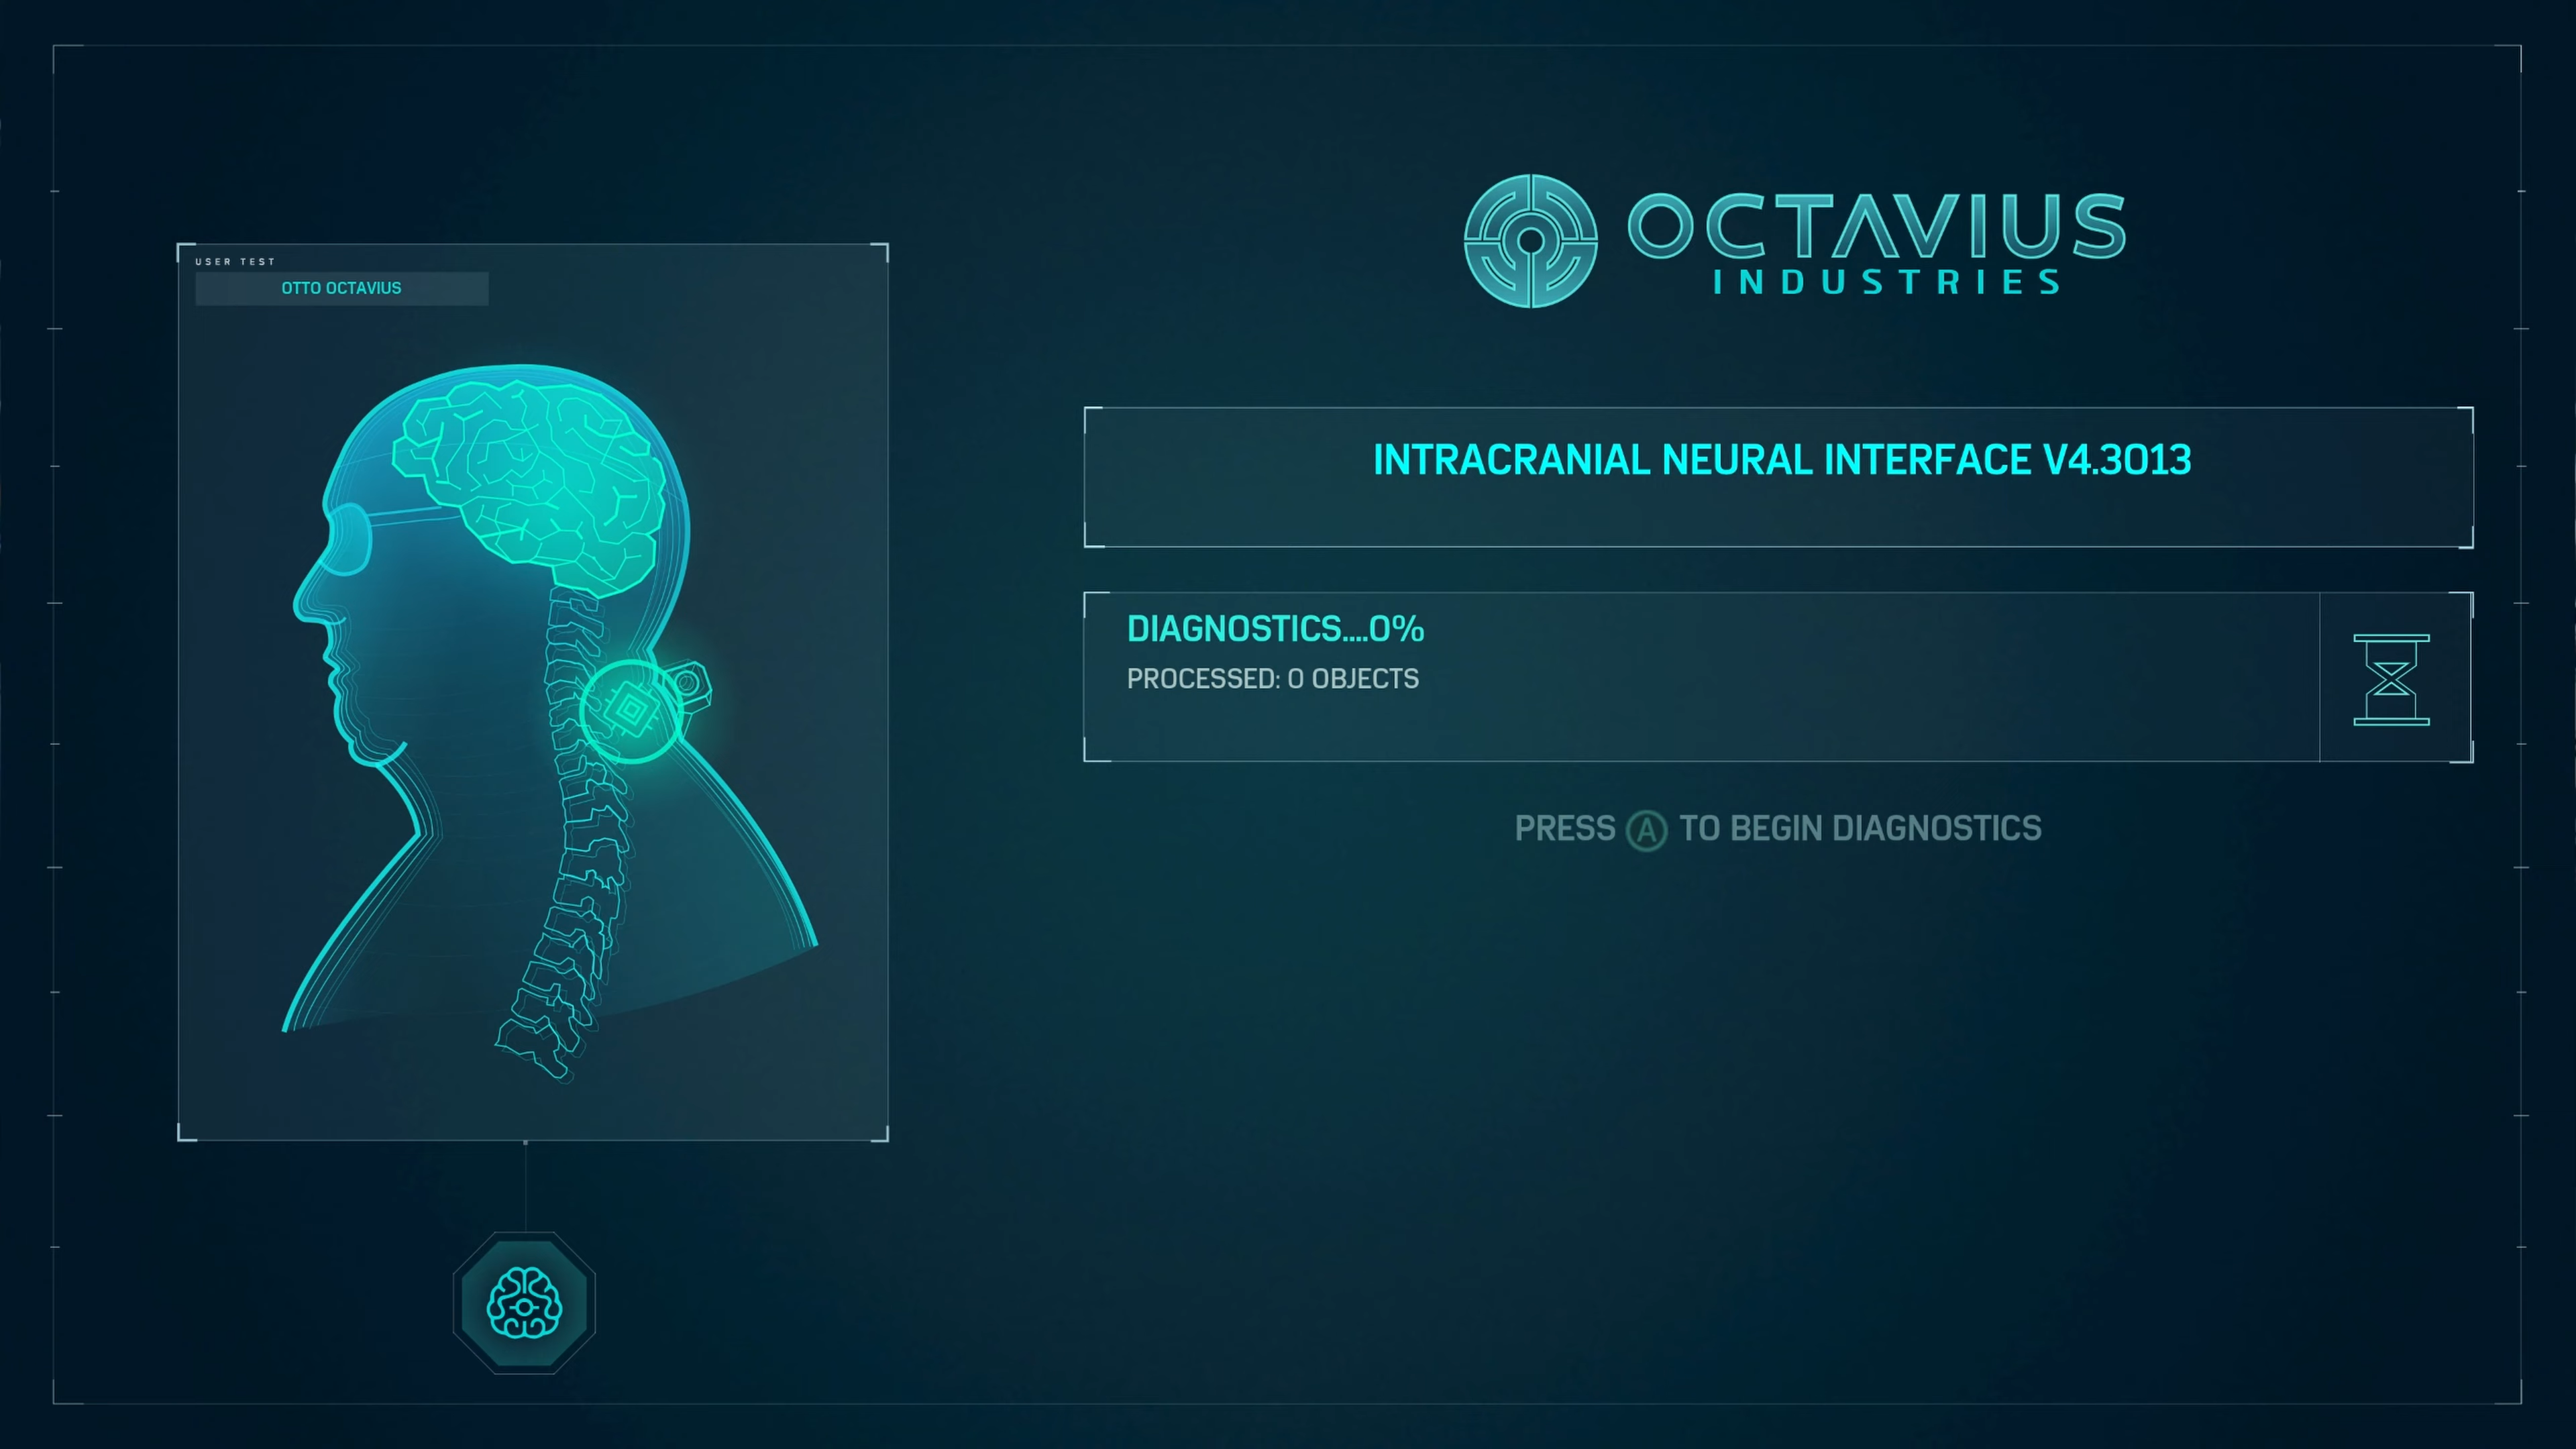 USER TEST
OTTO OCTAVIUS
OCTAVIUS
INDUSTRIES
INTRACRANIAL NEURAL INTERFACE V4.3013
DIAGNOSTICS....0%
PROCESSED: 0 OBJECTS
PRESS A TO BEGIN DIAGNOSTICS